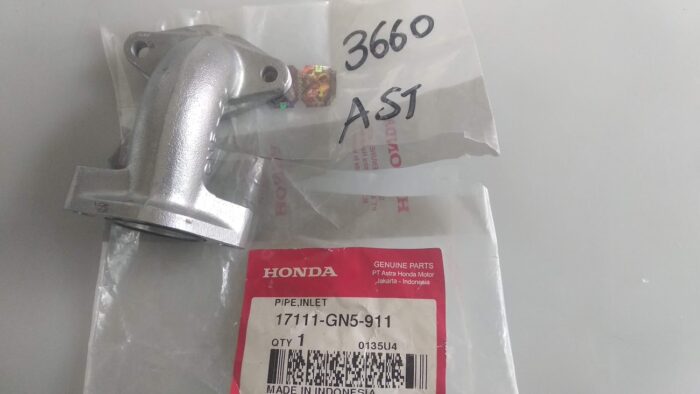 3660
AST
HONDA
GENUINE PARTS
PT Astra Honda Motor
Jakarta - Indonesia
PIPE,INLET
17111-GN5-911
QTY 1
0135U4
MADE IN INDONESIA